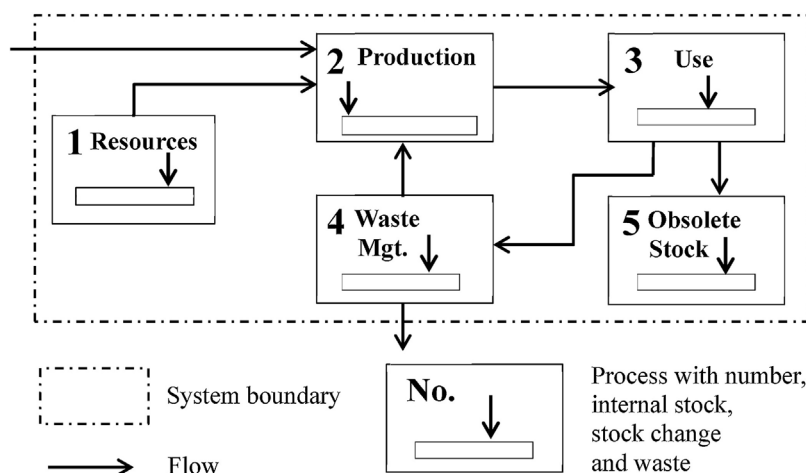 2 Production
3 Use
1 Resources
4 Waste
Mgt.
5 Obsolete
Stock
System boundary
Flow
No.
Process with number,
internal stock,
stock change
and waste